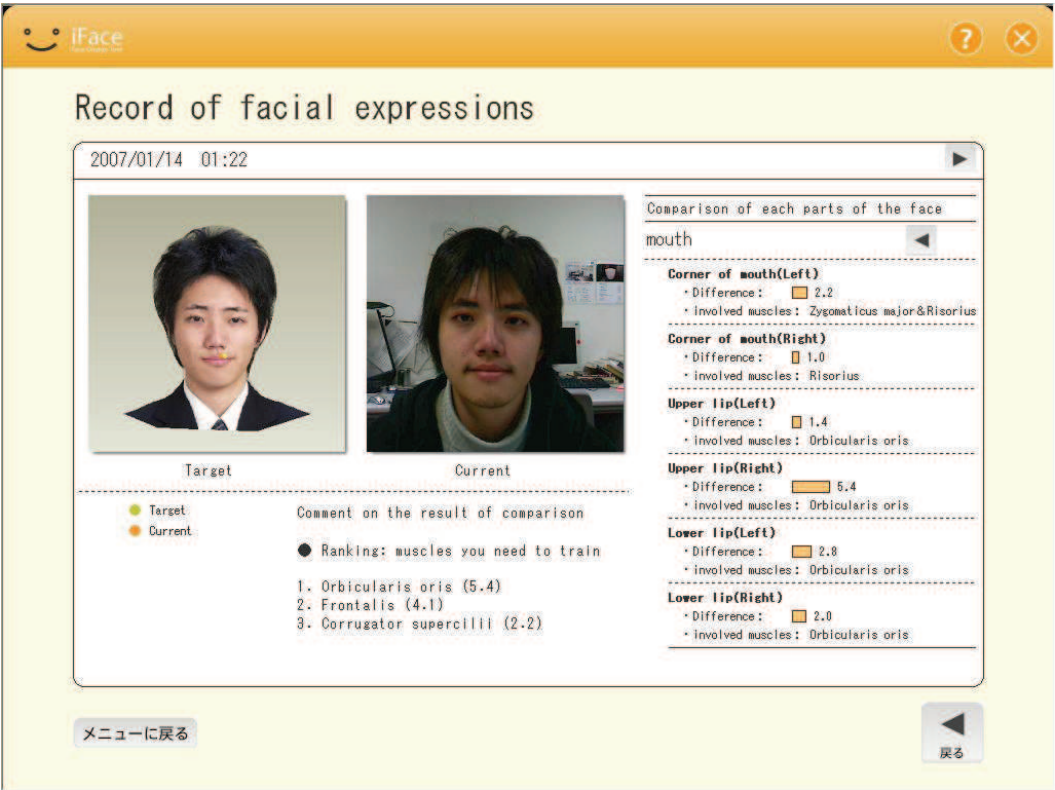 iFace
?
Record of facial expressions
2007/01/14 01:22
Target
Current
Target
Current
Comment on the result of comparison
● Ranking: muscles you need to train
1. Orbicularis oris (5.4)
2. Frontalis (4.1)
3. Corrugator supercilii (2.2)
Comparison of each parts of the face
mouth
Corner of mouth(Left)
・Difference: 2.2
・involved muscles: Zygomaticus major&Risorius
Corner of mouth(Right)
・Difference: 1.0
・involved muscles: Risorius
Upper lip(Left)
・Difference: 1.4
・involved muscles: Orbicularis oris
Upper lip(Right)
・Difference: 5.4
・involved muscles: Orbicularis oris
Lower lip(Left)
・Difference: 2.8
・involved muscles: Orbicularis oris
Lower lip(Right)
・Difference: 2.0
・involved muscles: Orbicularis oris
メニューに戻る
戻る